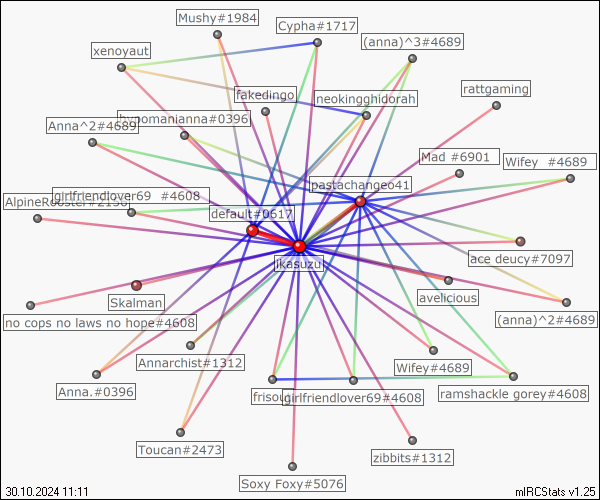 Mushy#1984
Cypha#1717
(anna)^3#4689
xenoyaut
rattgaming
fakedingo
neokingghidorah
hypomanianna#0396
Anna^2#4689
Mad #6901
Wifey #4689
pastachangeo41
girlfriendlover69 #4608
AlpineRooster#2138
default#0617
ace deucy#7097
jkasuzu
Skalman
avelicious
no cops no laws no hope#4608
(anna)^2#4689
Annarchist#1312
Wifey#4689
Anna.#0396
frisou
girlfriendlover69#4608
ramshackle gorey#4608
Toucan#2473
zibbits#1312
Soxy Foxy#5076
30.10.2024 11:11
mIRCStats v1.25